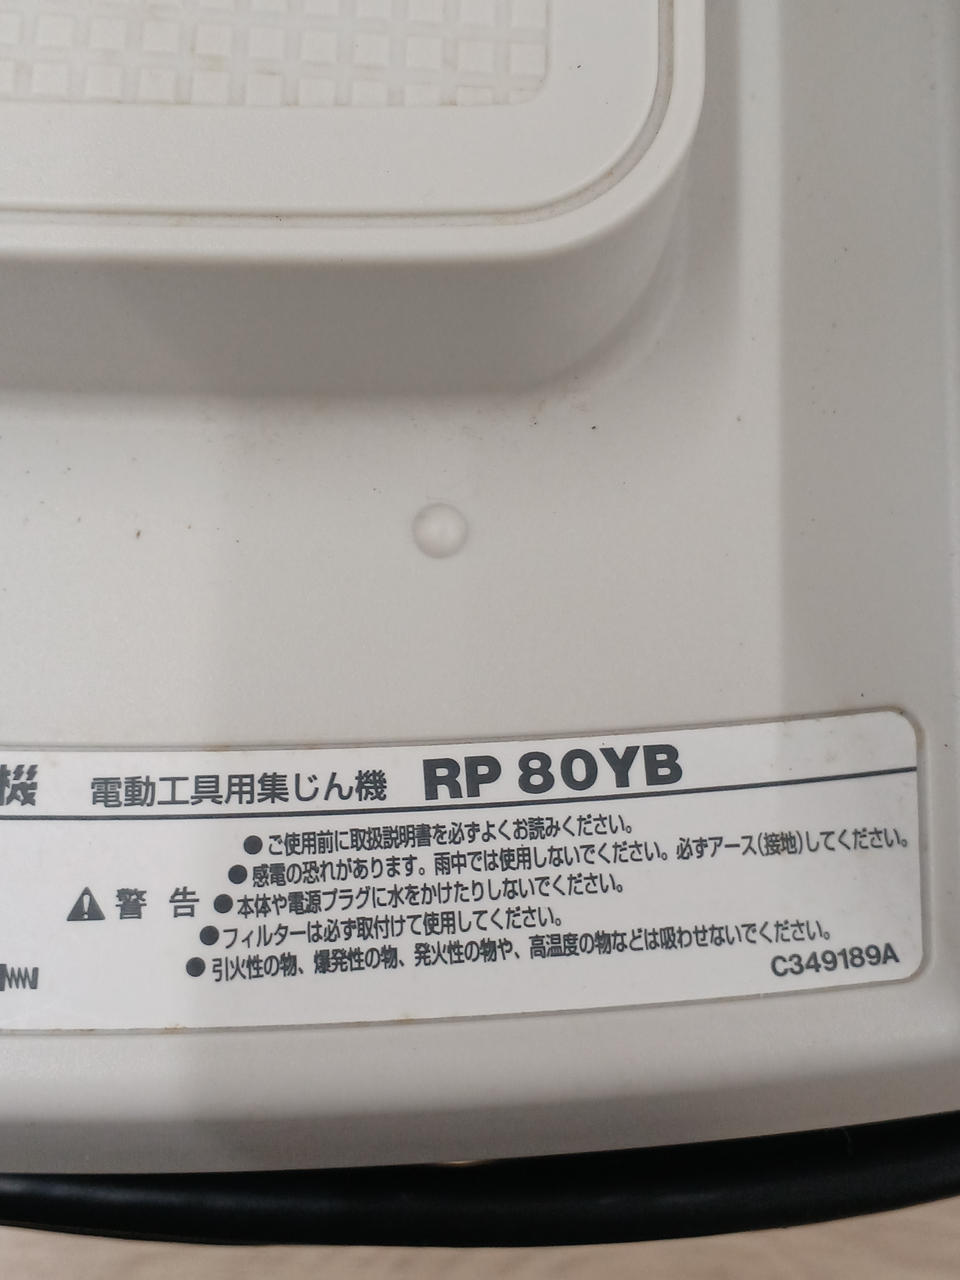 機 電動工具用集じん機 RP 80YB
●ご使用前に取扱説明書を必ずよくお読みください。
●感電の恐れがあります。雨中では使用しないでください。必ずアース(接地)してください。
⚠警告 ●本体や電源プラグに水をかけたりしないでください。
●フィルターは必ず取付けて使用してください。
●引火性の物、爆発性の物、発火性の物や、高温度の物などは吸わせないでください。
C349189A